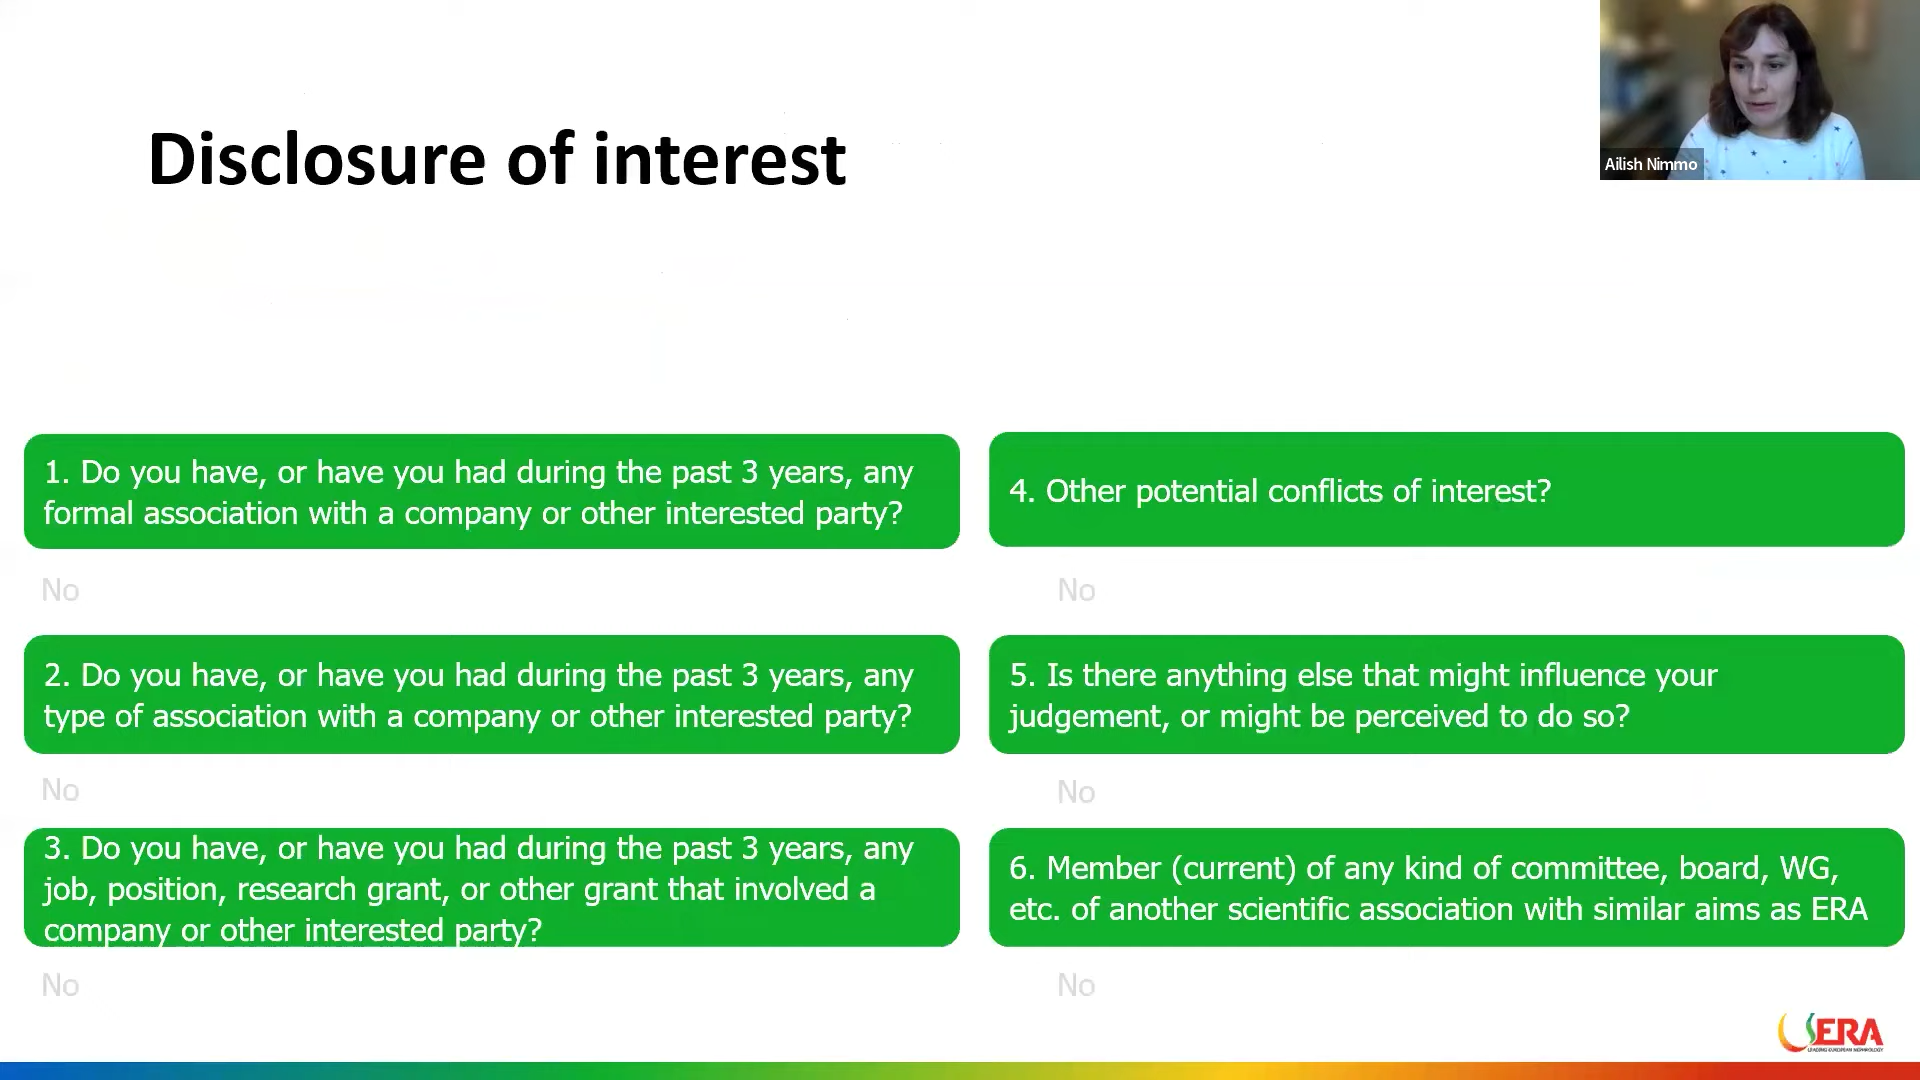 Disclosure of interest
Ailish Nimmo
1. Do you have, or have you had during the past 3 years, any
formal association with a company or other interested party?
No
2. Do you have, or have you had during the past 3 years, any
type of association with a company or other interested party?
No
3. Do you have, or have you had during the past 3 years, any
job, position, research grant, or other grant that involved a
company or other interested party?
No
4. Other potential conflicts of interest?
No
5. Is there anything else that might influence your
judgement, or might be perceived to do so?
No
6. Member (current) of any kind of committee, board, WG,
etc. of another scientific association with similar aims as ERA
No
ERA
LEADING EUROPEAN NEPHROLOGY